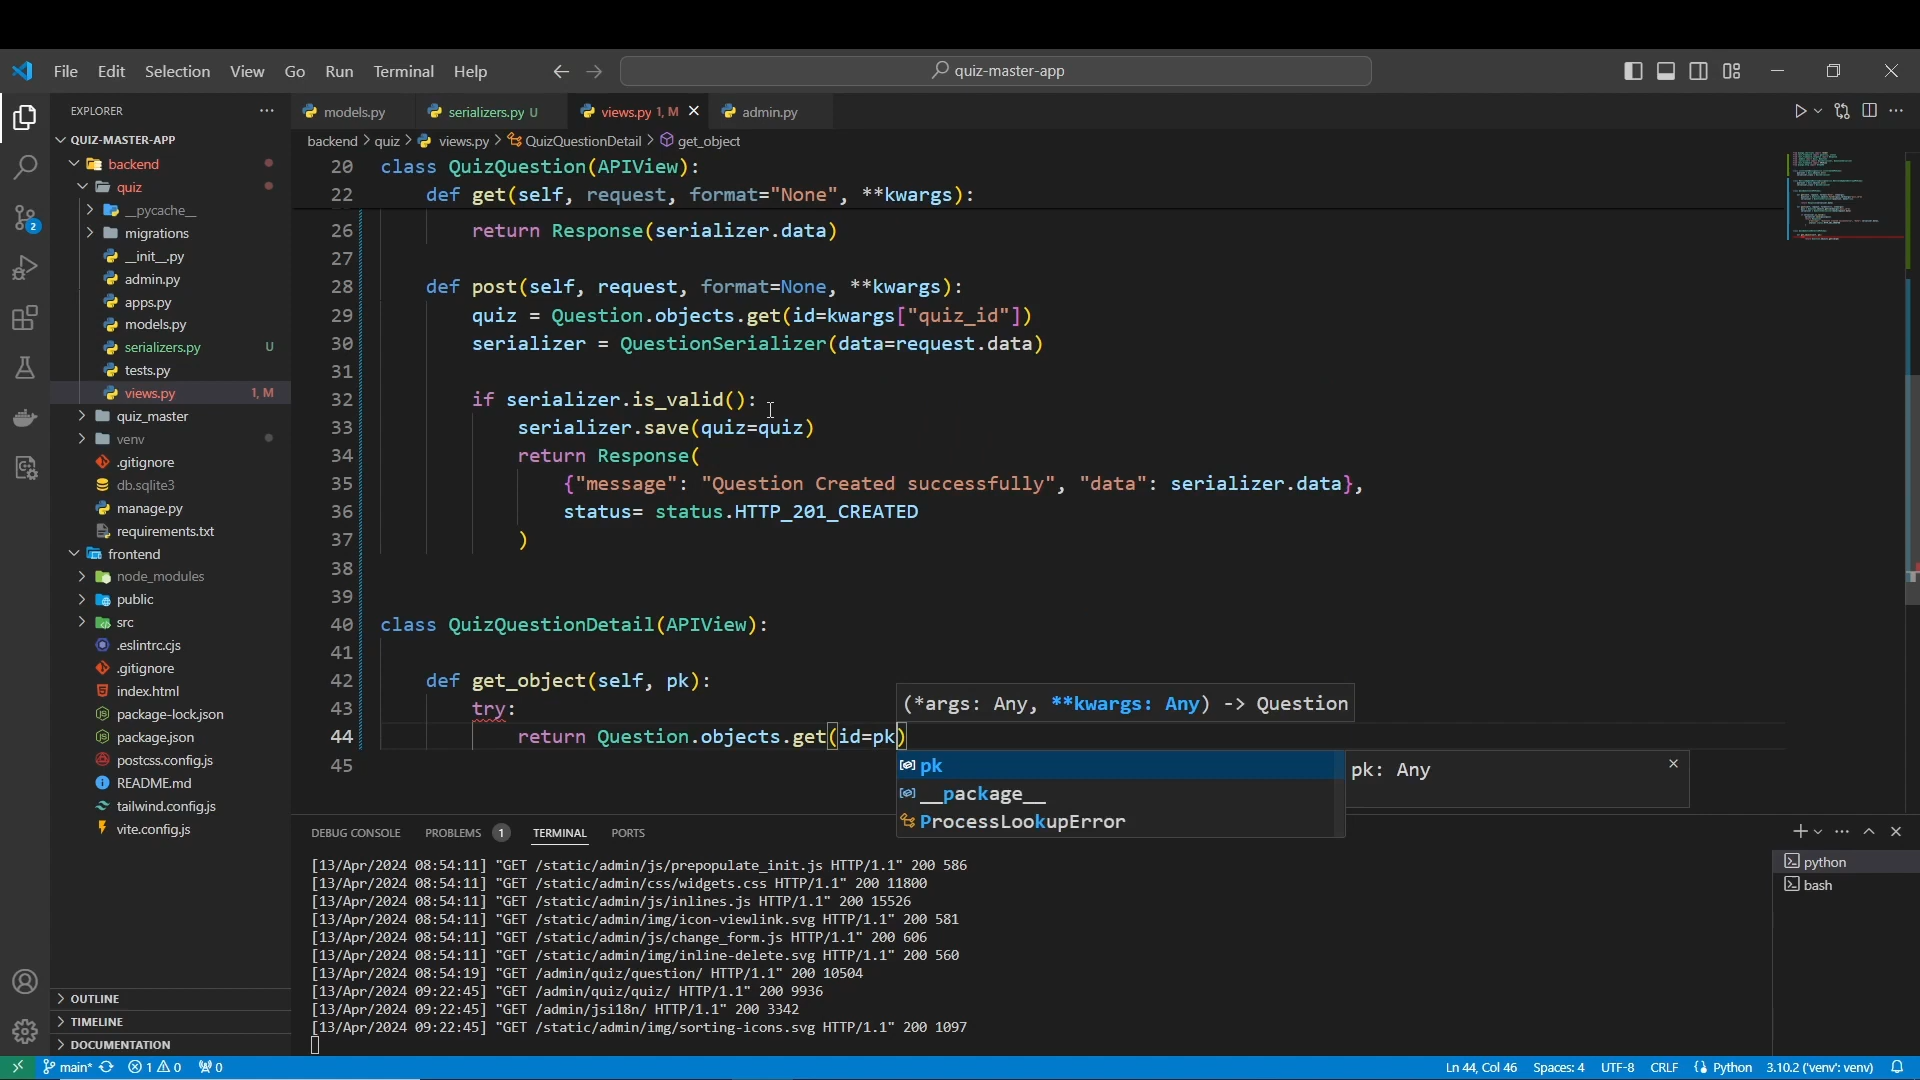 File Edit Selection View Go Run Terminal Help
quiz-master-app
EXPLORER
QUIZ-MASTER-APP
backend
quiz
__pycache__
migrations
__init__.py
admin.py
apps.py
models.py
serializers.py U
tests.py
views.py 1, M
quiz_master
venv
.gitignore
db.sqlite3
manage.py
requirements.txt
frontend
node_modules
public
src
.eslintrc.cjs
.gitignore
index.html
package-lock.json
package.json
postcss.config.js
README.md
tailwind.config.js
vite.config.js
OUTLINE
TIMELINE
DOCUMENTATION
2
models.py serializers.py U views.py 1, M admin.py
backend > quiz > views.py > QuizQuestionDetail > get_object
20 class QuizQuestion(APIView):
22 def get(self, request, format="None", **kwargs):
26 return Response(serializer.data)
27
28 def post(self, request, format=None, **kwargs):
29 quiz = Question.objects.get(id=kwargs["quiz_id"])
30 serializer = QuestionSerializer(data=request.data)
31
32 if serializer.is_valid():
33 serializer.save(quiz=quiz)
34 return Response(
35 {"message": "Question Created successfully", "data": serializer.data},
36 status= status.HTTP_201_CREATED
37 )
38
39
40 class QuizQuestionDetail(APIView):
41
42 def get_object(self, pk):
43 try:
(*args: Any, **kwargs: Any) -> Question
44 return Question.objects.get(id=pk)
45
pk
pk: Any
__package__
ProcessLookupError
DEBUG CONSOLE PROBLEMS 1 TERMINAL PORTS
[13/Apr/2024 08:54:11] "GET /static/admin/js/prepopulate_init.js HTTP/1.1" 200 586
[13/Apr/2024 08:54:11] "GET /static/admin/css/widgets.css HTTP/1.1" 200 11800
[13/Apr/2024 08:54:11] "GET /static/admin/js/inlines.js HTTP/1.1" 200 15526
[13/Apr/2024 08:54:11] "GET /static/admin/img/icon-viewlink.svg HTTP/1.1" 200 581
[13/Apr/2024 08:54:11] "GET /static/admin/js/change_form.js HTTP/1.1" 200 606
[13/Apr/2024 08:54:11] "GET /static/admin/img/inline-delete.svg HTTP/1.1" 200 560
[13/Apr/2024 08:54:19] "GET /admin/quiz/question/ HTTP/1.1" 200 10504
[13/Apr/2024 09:22:45] "GET /admin/quiz/quiz/ HTTP/1.1" 200 9936
[13/Apr/2024 09:22:45] "GET /admin/jsi18n/ HTTP/1.1" 200 3342
[13/Apr/2024 09:22:45] "GET /static/admin/img/sorting-icons.svg HTTP/1.1" 200 1097
python
bash
main* 1 0 0 Ln 44, Col 46 Spaces: 4 UTF-8 CRLF Python 3.10.2 ('venv': venv)